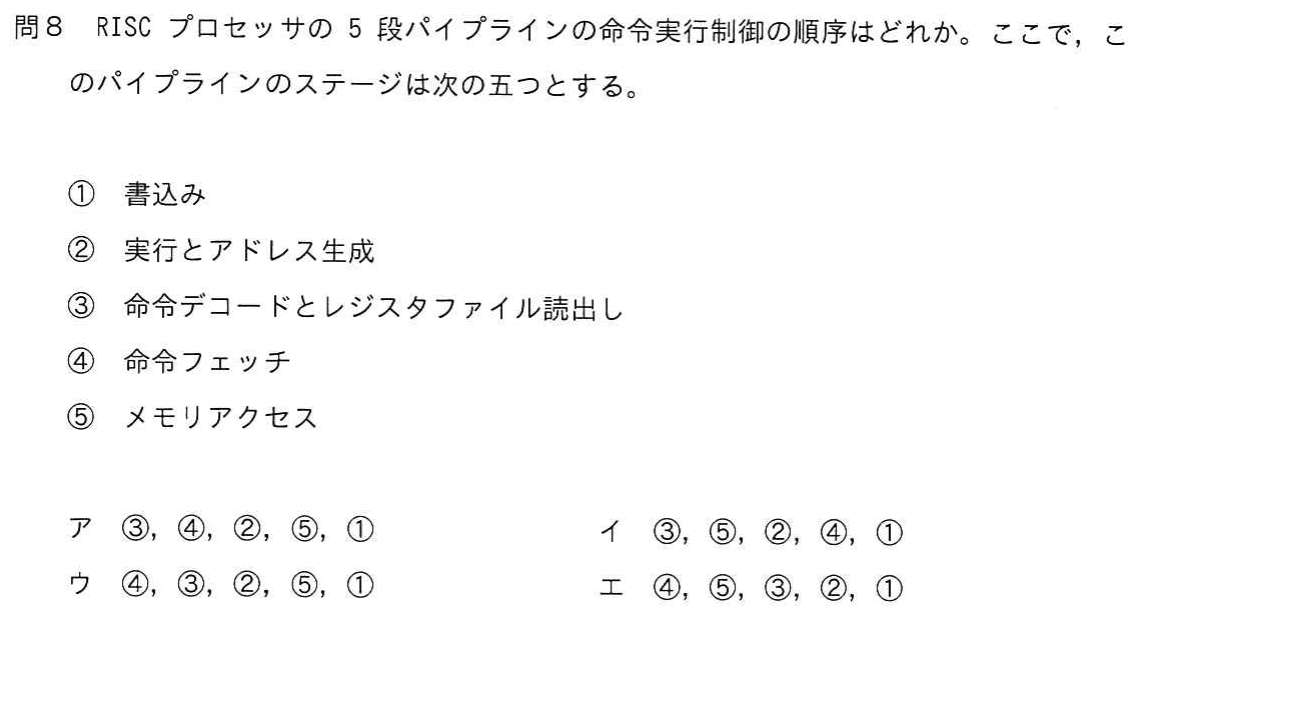 問８　RISC プロセッサの 5 段パイプラインの命令実行制御の順序はどれか。ここで，こ
のパイプラインのステージは次の五つとする。
①　書込み
②　実行とアドレス生成
③　命令デコードとレジスタファイル読出し
④　命令フェッチ
⑤　メモリアクセス
ア　③，④，②，⑤，①　　イ　③，⑤，②，④，①
ウ　④，③，②，⑤，①　　エ　④，⑤，③，②，①